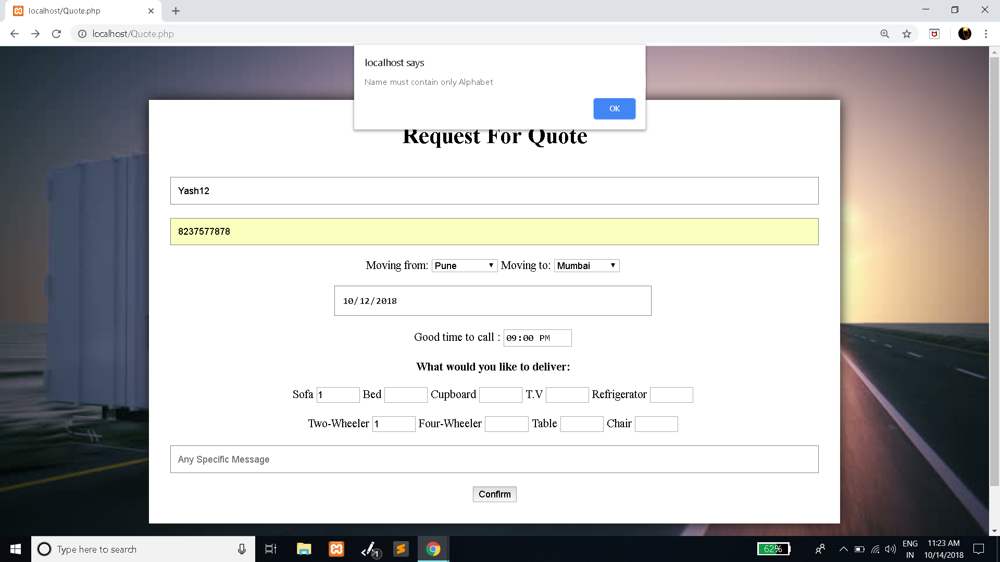 localhost/Quote.php
localhost/Quote.php
localhost says
Name must contain only Alphabet
OK
Request For Quote
Yash12
8237577878
Moving from: Pune Moving to: Mumbai
10/12/2018
Good time to call : 09:00 PM
What would you like to deliver:
Sofa 1 Bed Cupboard T.V Refrigerator
Two-Wheeler 1 Four-Wheeler Table Chair
Any Specific Message
Confirm
Type here to search
1
62%
ENG
IN
11:23 AM
10/14/2018